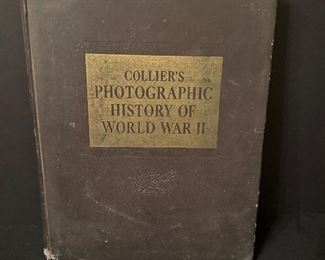 COLLIER'S
PHOTOGRAPHIC
HISTORY OF
WORLD WAR II